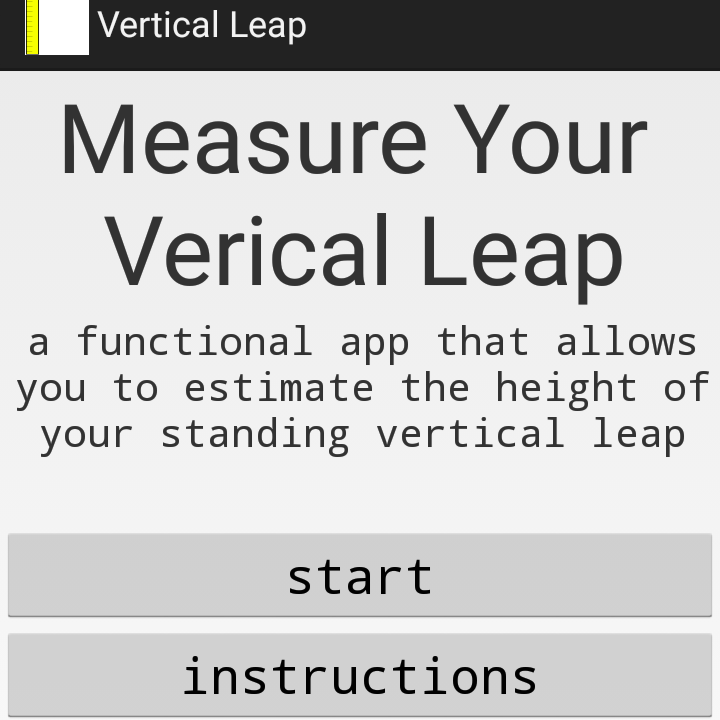 Vertical Leap
Measure Your
Verical Leap
a functional app that allows
you to estimate the height of
your standing vertical leap
start
instructions